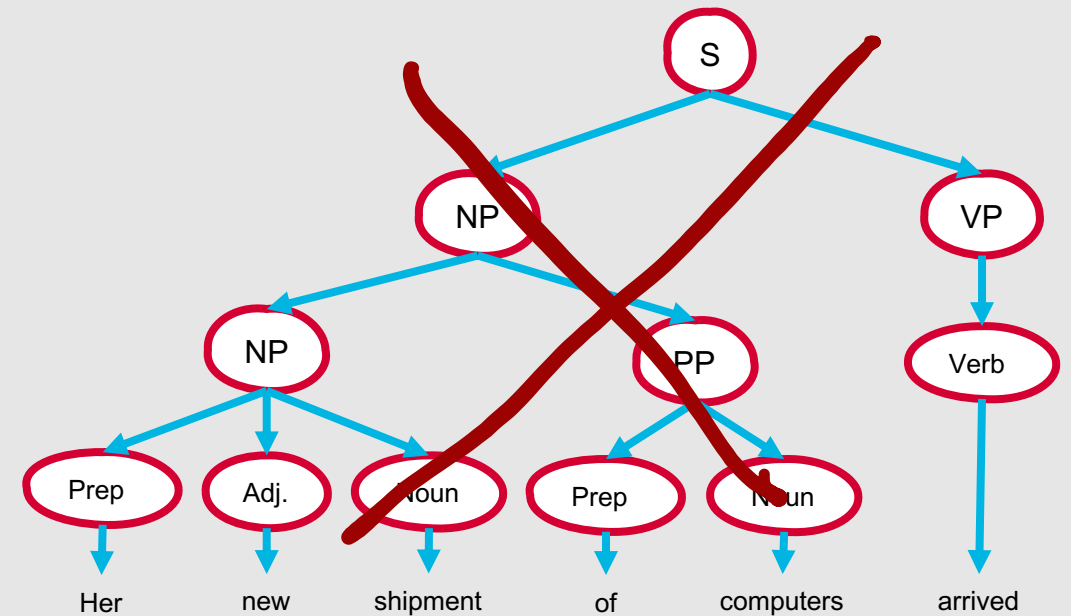 S
NP VP
NP PP Verb
Prep Adj. Noun Prep Noun
Her new shipment of computers arrived